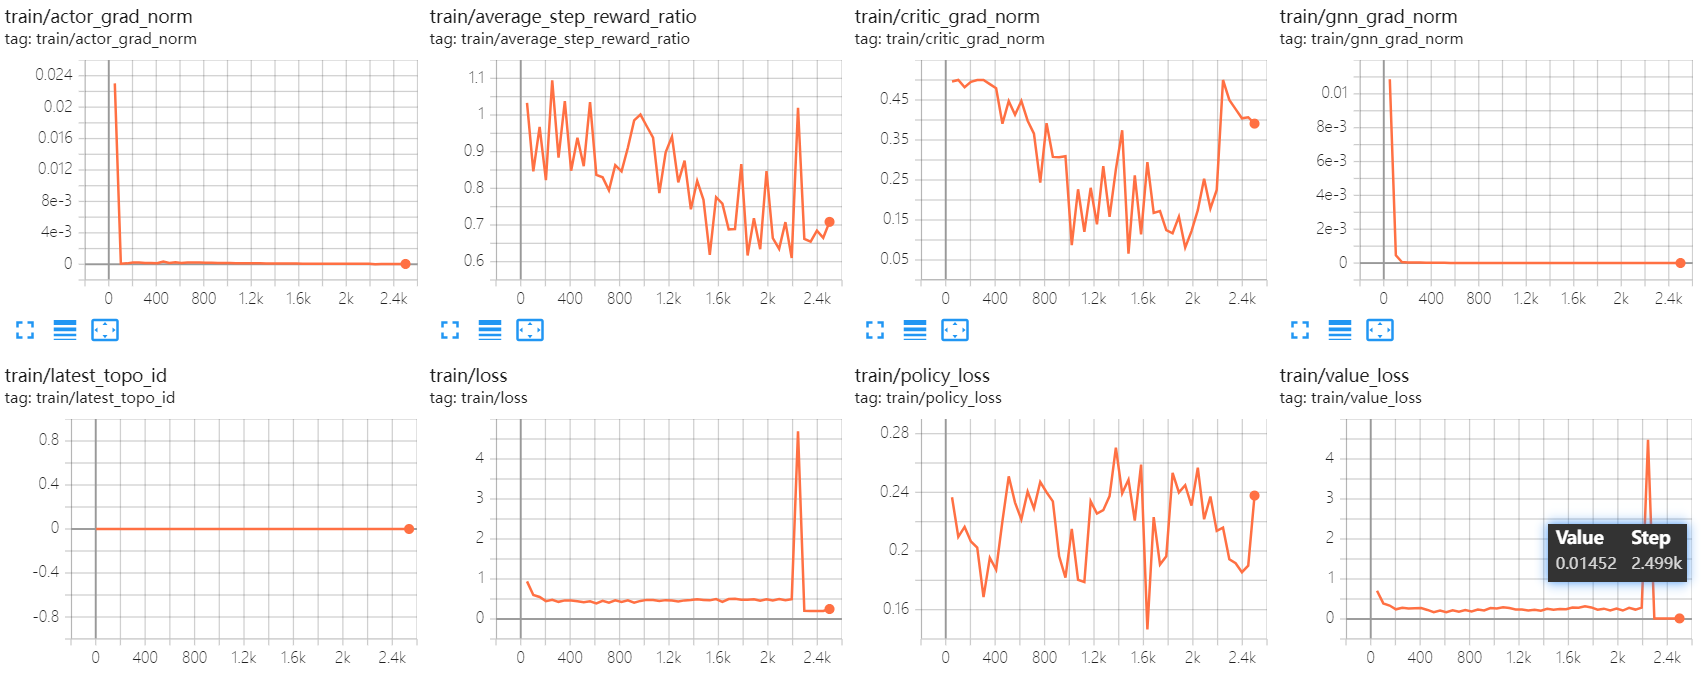 train/actor_grad_norm
tag: train/actor_grad_norm
0.024
0.02
0.016
0.012
8e-3
4e-3
0
0 400 800 1.2k 1.6k 2k 2.4k
train/average_step_reward_ratio
tag: train/average_step_reward_ratio
1.1
1
0.9
0.8
0.7
0.6
0 400 800 1.2k 1.6k 2k 2.4k
train/critic_grad_norm
tag: train/critic_grad_norm
0.45
0.35
0.25
0.15
0.05
0 400 800 1.2k 1.6k 2k 2.4k
train/gnn_grad_norm
tag: train/gnn_grad_norm
0.01
8e-3
6e-3
4e-3
2e-3
0
0 400 800 1.2k 1.6k 2k 2.4k
train/latest_topo_id
tag: train/latest_topo_id
0.8
0.4
0
-0.4
-0.8
0 400 800 1.2k 1.6k 2k 2.4k
train/loss
tag: train/loss
4
3
2
1
0
0 400 800 1.2k 1.6k 2k 2.4k
train/policy_loss
tag: train/policy_loss
0.28
0.24
0.2
0.16
0 400 800 1.2k 1.6k 2k 2.4k
train/value_loss
tag: train/value_loss
4
3
2
1
0
Value Step
0.01452 2.499k
0 400 800 1.2k 1.6k 2k 2.4k